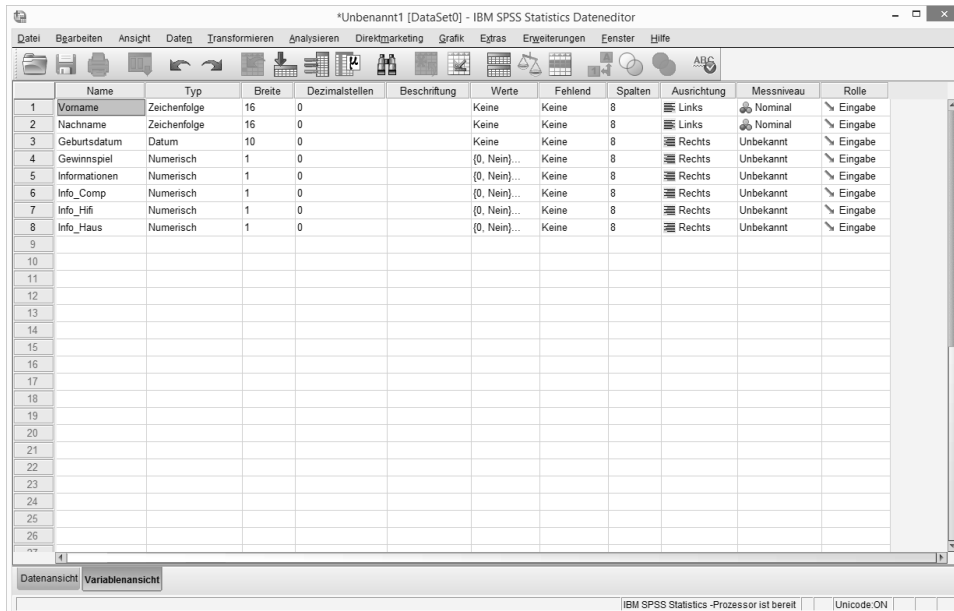 *Unbenannt1 [DataSet0] - IBM SPSS Statistics Dateneditor
Datei Bearbeiten Ansicht Daten Transformieren Analysieren Direktmarketing Grafik Extras Erweiterungen Fenster Hilfe
Name Typ Breite Dezimalstellen Beschriftung Werte Fehlend Spalten Ausrichtung Messniveau Rolle
1 Vorname Zeichenfolge 16 0 Keine Keine 8 Links Nominal Eingabe
2 Nachname Zeichenfolge 16 0 Keine Keine 8 Links Nominal Eingabe
3 Geburtsdatum Datum 10 0 Keine Keine 8 Rechts Unbekannt Eingabe
4 Gewinnspiel Numerisch 1 0 {0, Nein}... Keine 8 Rechts Unbekannt Eingabe
5 Informationen Numerisch 1 0 {0, Nein}... Keine 8 Rechts Unbekannt Eingabe
6 Info_Comp Numerisch 1 0 {0, Nein}... Keine 8 Rechts Unbekannt Eingabe
7 Info_Hifi Numerisch 1 0 {0, Nein}... Keine 8 Rechts Unbekannt Eingabe
8 Info_Haus Numerisch 1 0 {0, Nein}... Keine 8 Rechts Unbekannt Eingabe
9
10
11
12
13
14
15
16
17
18
19
20
21
22
23
24
25
26
27
Datenansicht Variablenansicht
IBM SPSS Statistics -Prozessor ist bereit Unicode:ON